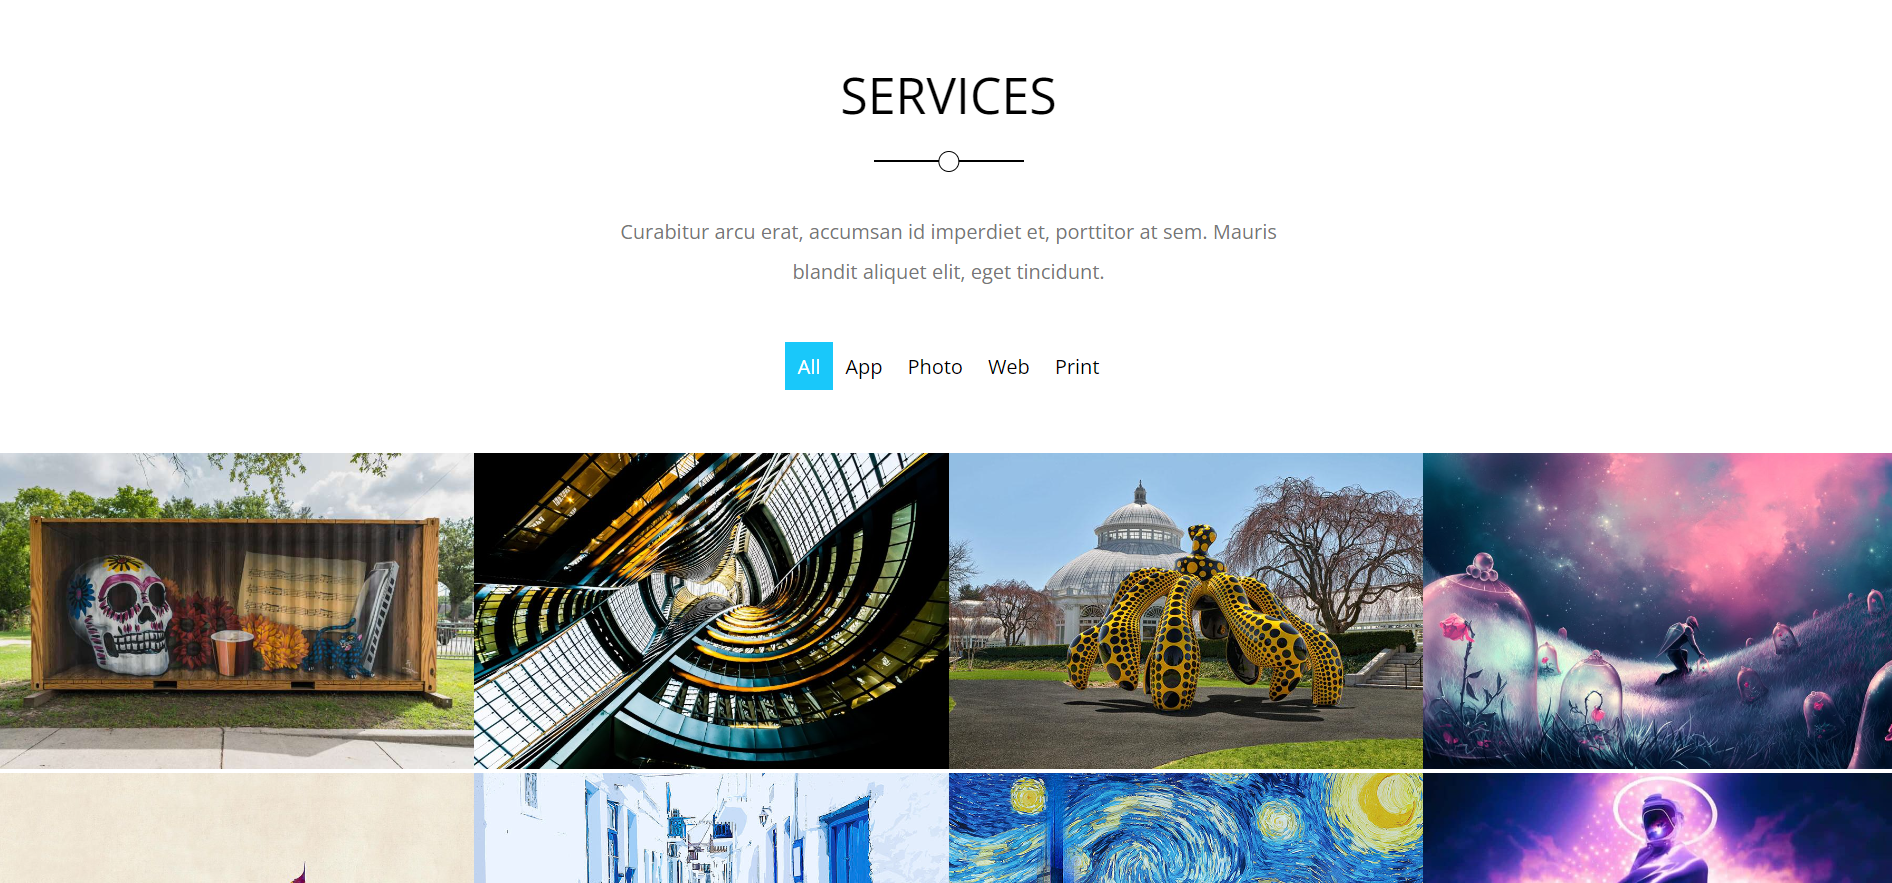 SERVICES
Curabitur arcu erat, accumsan id imperdiet et, porttitor at sem. Mauris
blandit aliquet elit, eget tincidunt.
All App Photo Web Print